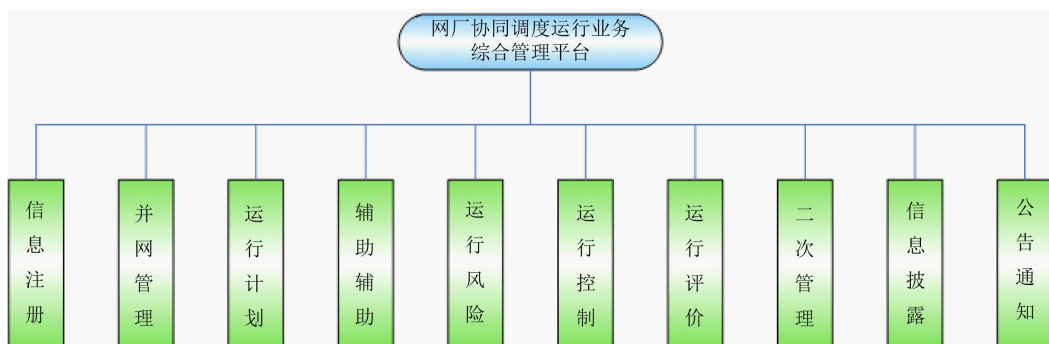 网厂协同调度运行业务
综合管理平台
信息注册
并网管理
运行计划
辅助辅助
运行风险
运行控制
运行评价
二次管理
信息披露
公告通知